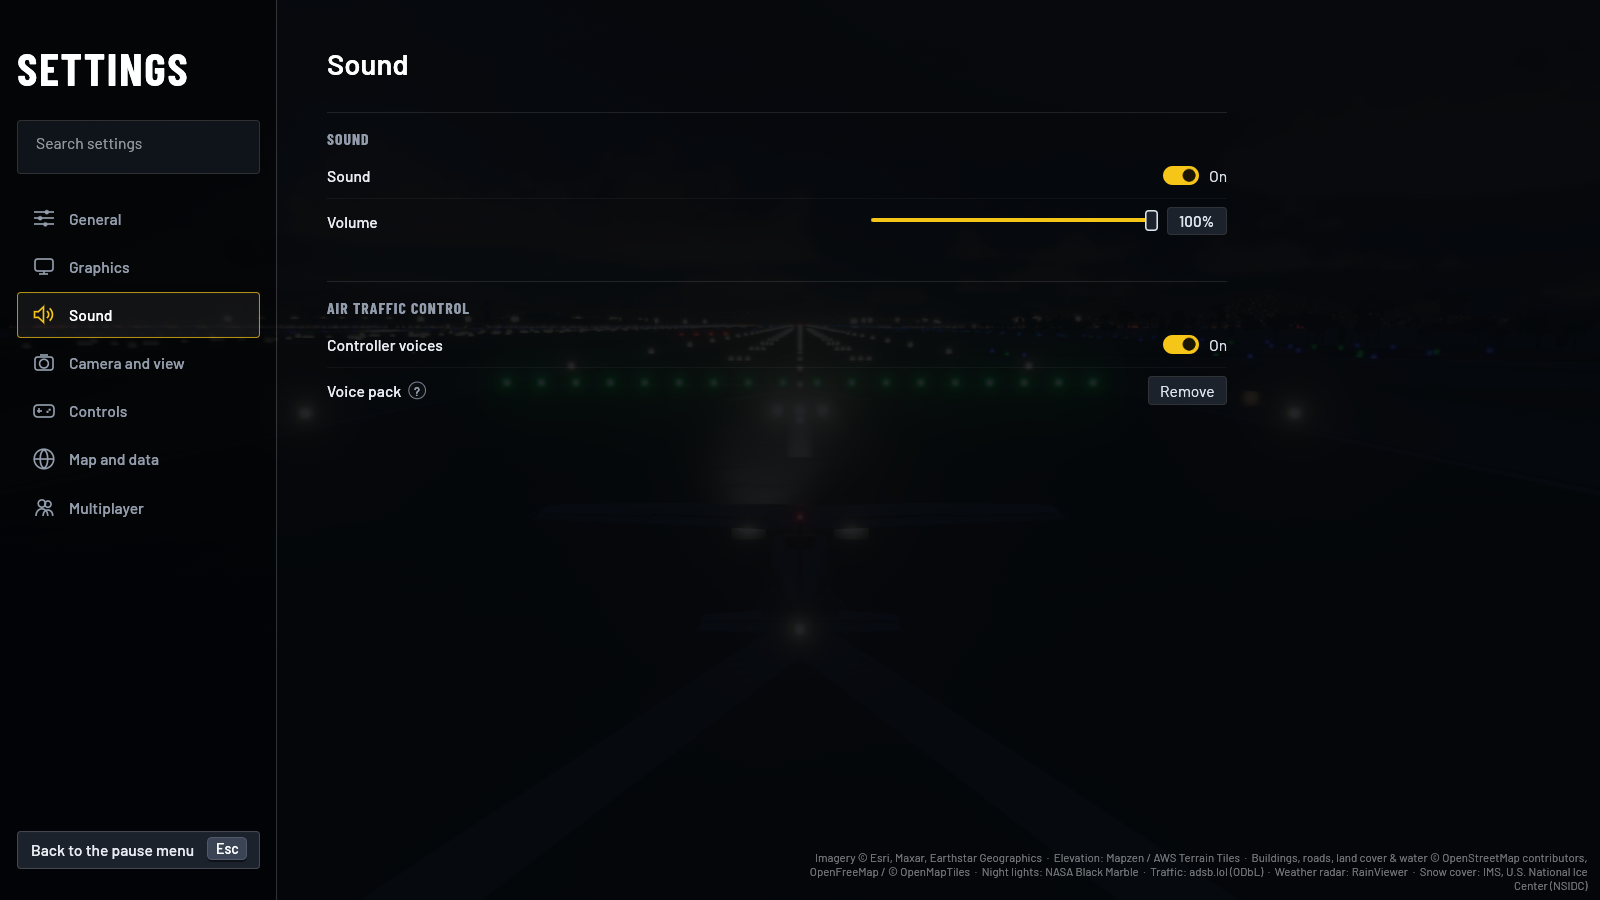 SETTINGS
Search settings
General
Graphics
Sound
Camera and view
Controls
Map and data
Multiplayer
Back to the pause menu Esc
Sound
SOUND
Sound On
Volume 100%
AIR TRAFFIC CONTROL
Controller voices On
Voice pack ? Remove
Imagery © Esri, Maxar, Earthstar Geographics · Elevation: Mapzen / AWS Terrain Tiles · Buildings, roads, land cover & water © OpenStreetMap contributors,
OpenFreeMap / © OpenMapTiles · Night lights: NASA Black Marble · Traffic: adsb.lol (ODbL) · Weather radar: RainViewer · Snow cover: IMS, U.S. National Ice
Center (NSIDC)